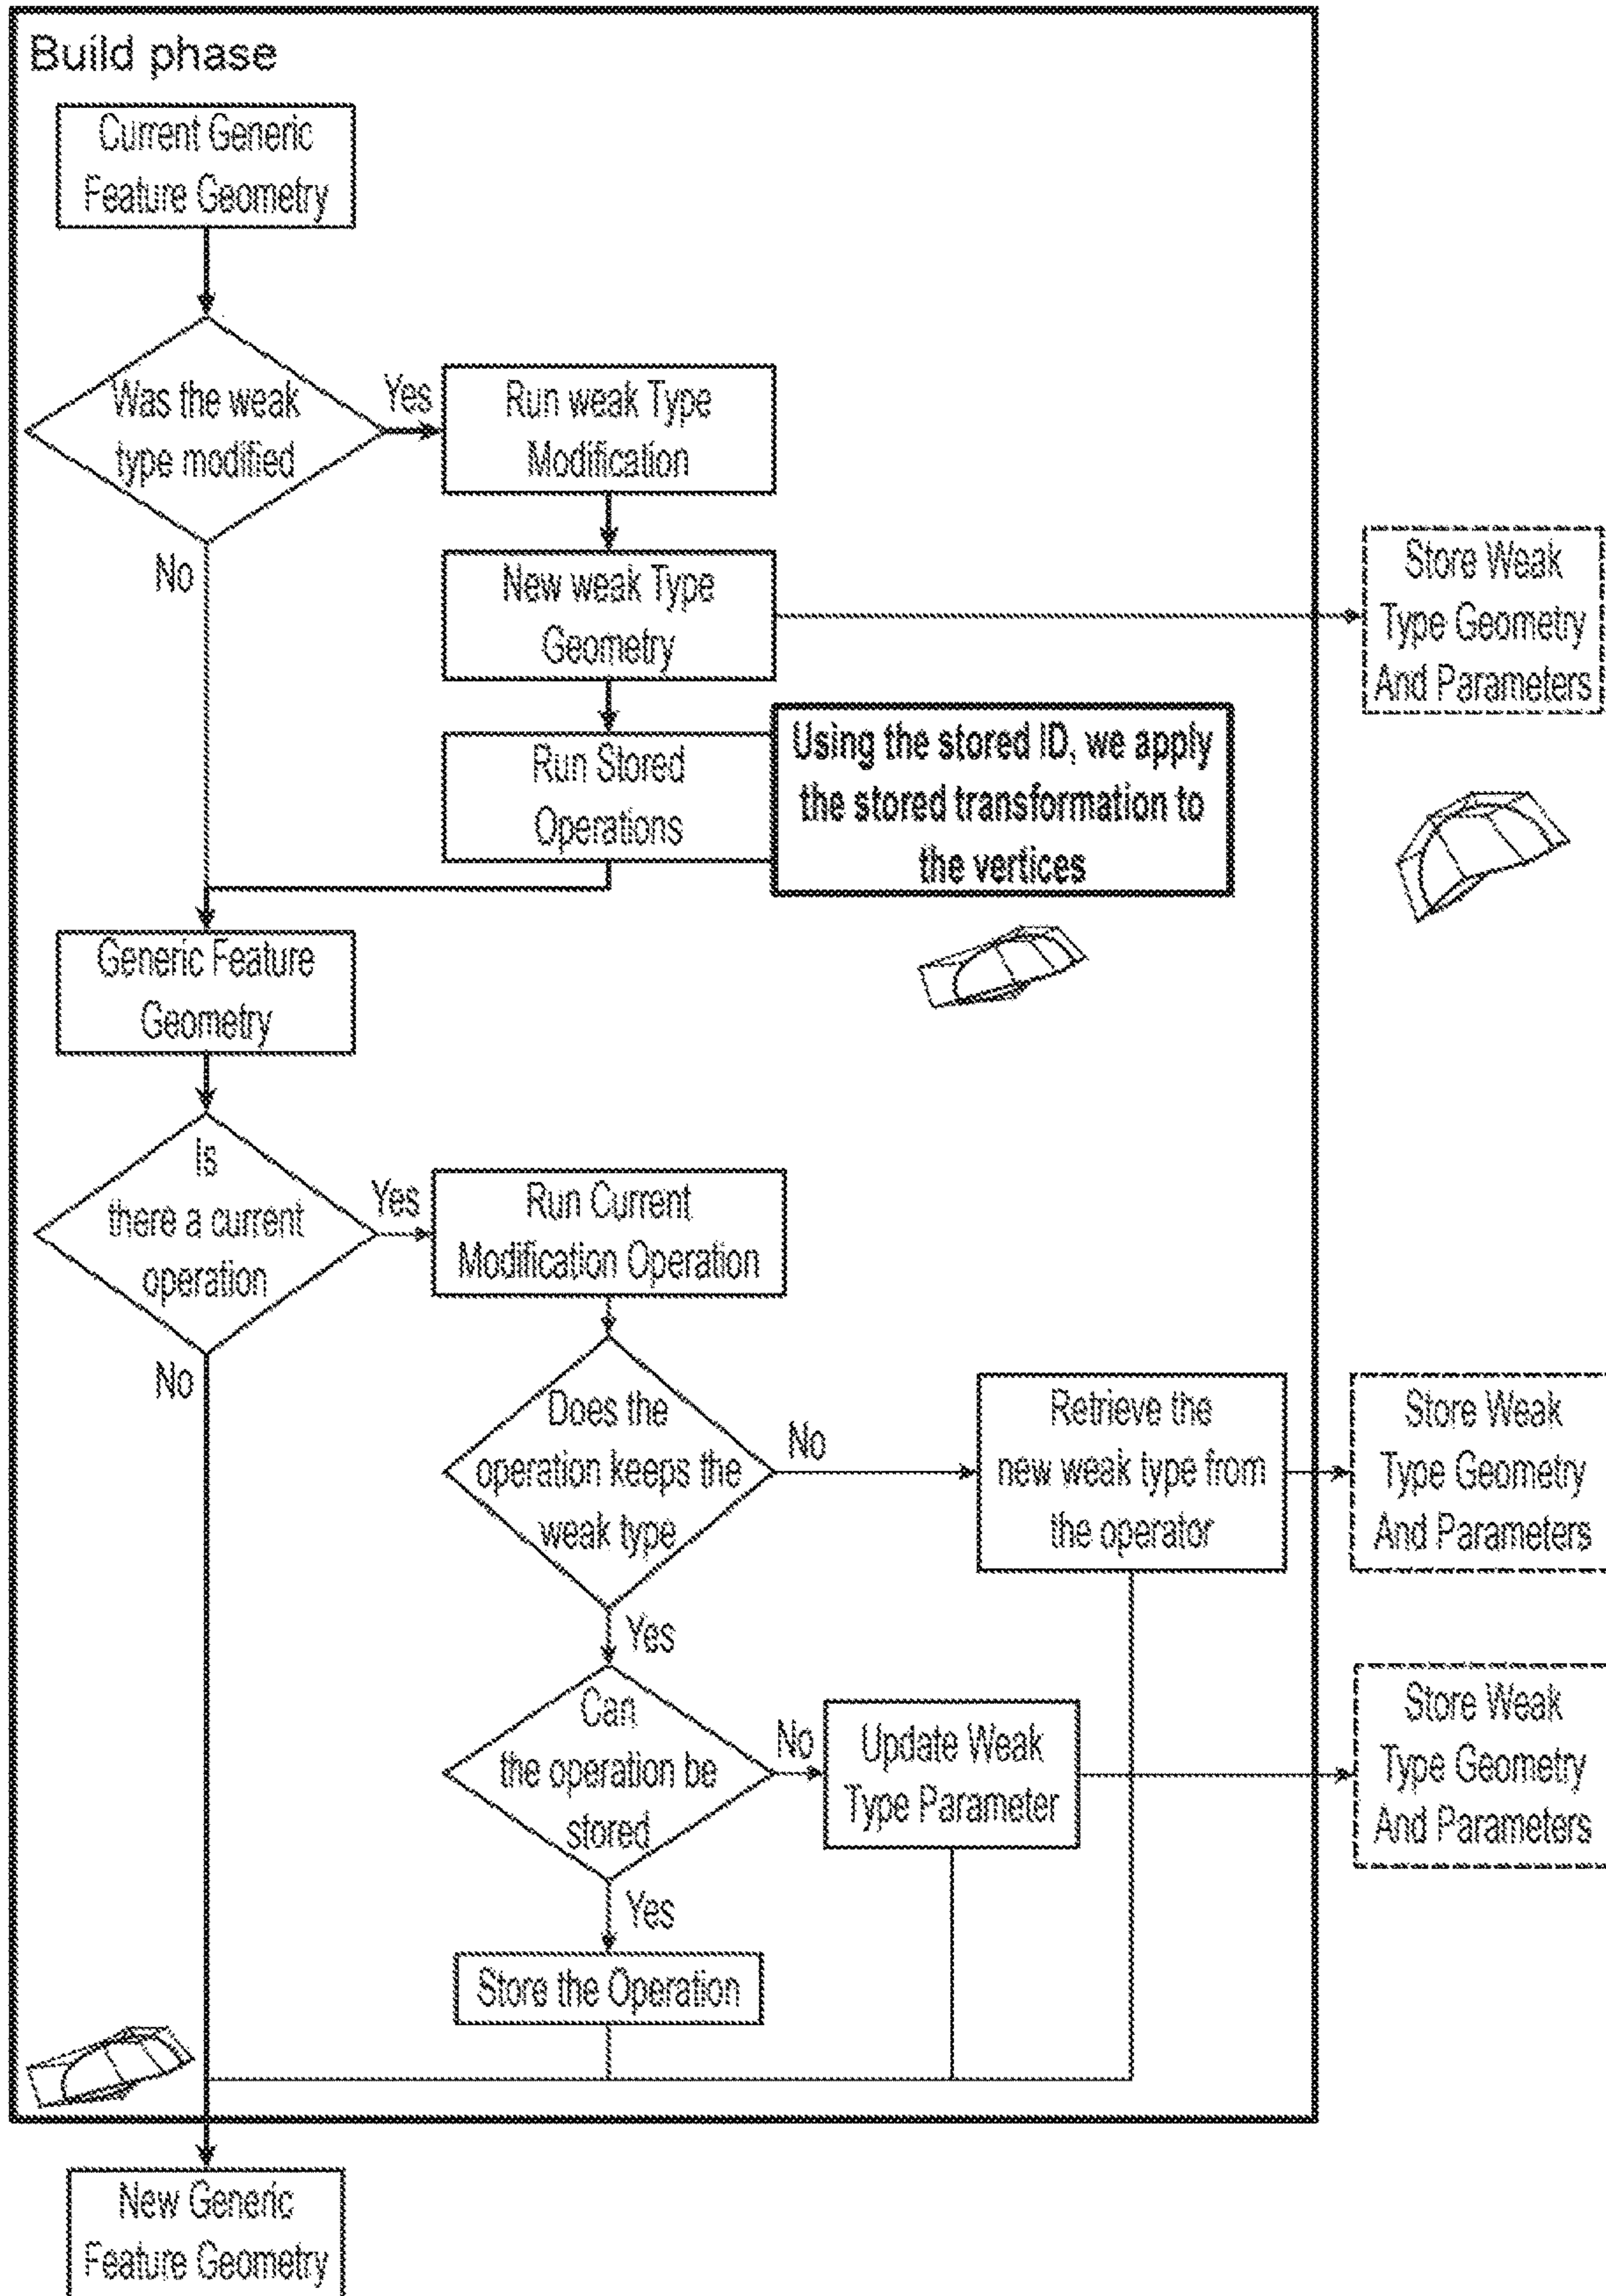 Build phase
Current Generic
Feature Geometry
Was the weak
type modified
Yes
Run weak Type
Modification
No
New weak Type
Geometry
Store Weak
Type Geometry
And Parameters
Run Stored
Operations
Using the stored ID, we apply
the stored transformation to
the vertices
Generic Feature
Geometry
Is
there a current
operation
Yes
Run Current
Modification Operation
No
Does the
operation keeps the
weak type
No
Retrieve the
new weak type from
the operator
Store Weak
Type Geometry
And Parameters
Yes
Can
the operation be
stored
No
Update Weak
Type Parameter
Store Weak
Type Geometry
And Parameters
Yes
Store the Operation
New Generic
Feature Geometry